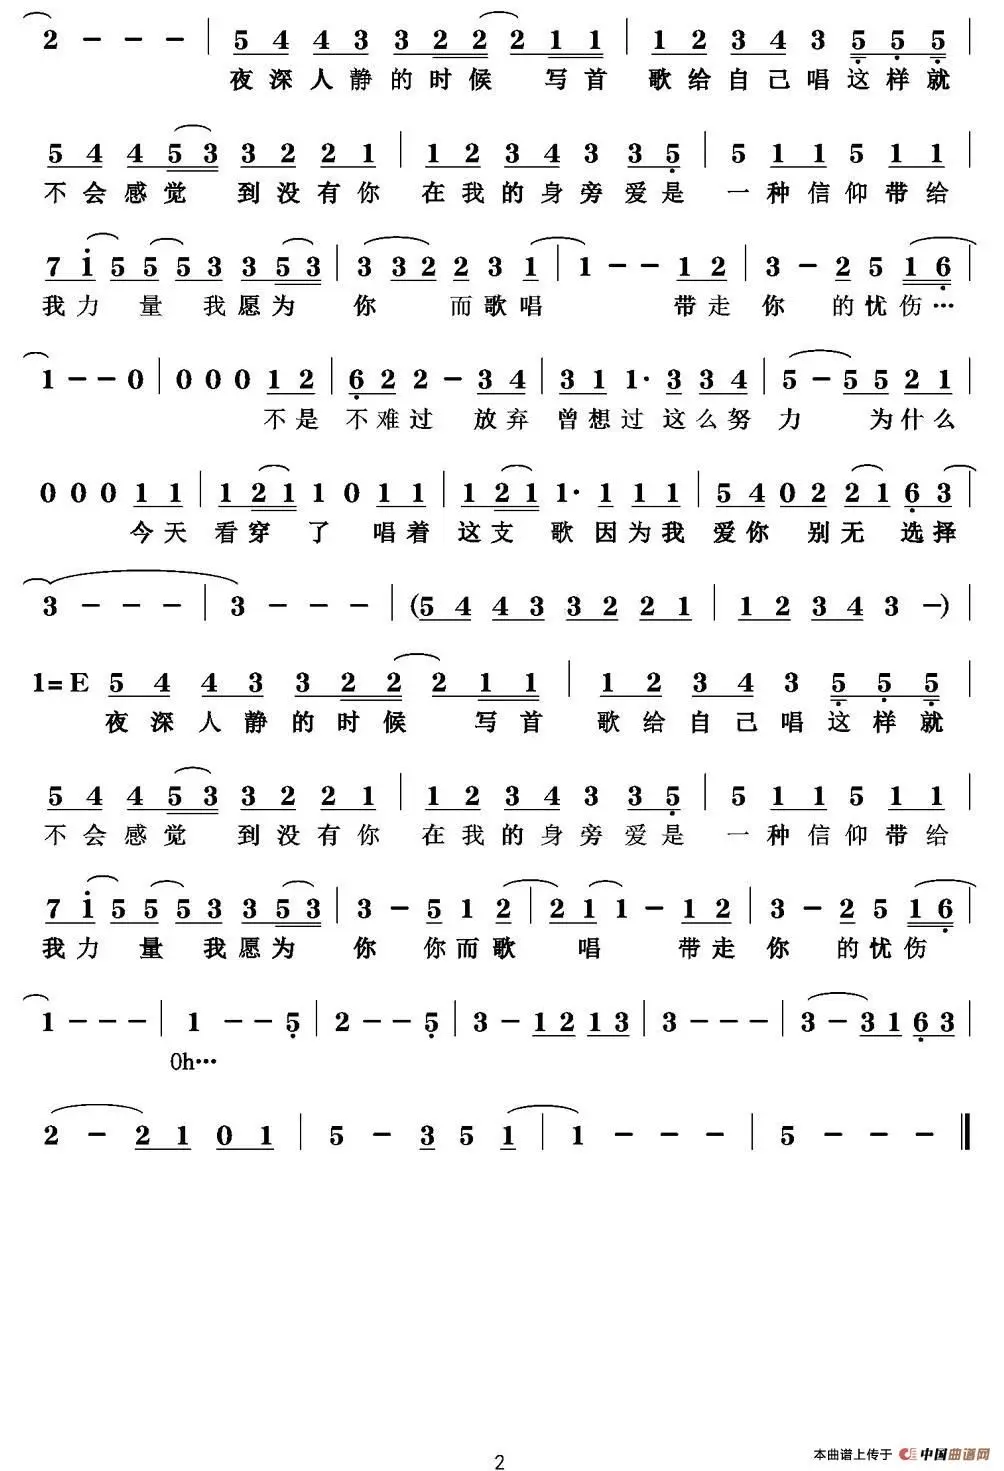 2 - - - | 5 4 4 3 3 2 2 2 1 1 | 1 2 3 4 3 5 5 5 |
夜深人静的时候 写首 歌给自己唱这样就
5 4 4 5 3 3 2 2 1 | 1 2 3 4 3 3 5 | 5 1 1 5 1 1 |
不会感觉 到没有你 在我的身旁爱是 一种信仰带给
7 1 5 5 5 3 3 5 3 | 3 3 2 2 3 1 | 1 - - 1 2 | 3 - 2 5 1 6 |
我力 量 我愿为 你 而歌唱 带走你 的忧伤…
1 - - 0 | 0 0 0 1 2 | 6 2 2 - 3 4 | 3 1 1· 3 3 4 | 5 - 5 5 2 1 |
不是 不难过 放弃 曾想过 这么努 力 为什么
0 0 0 1 1 | 1 2 1 1 0 1 1 | 1 2 1 1· 1 1 1 | 5 4 0 2 2 1 6 3 |
今天 看穿 了 唱着 这支 歌因为我 爱你 别无 选择
3 - - - | 3 - - - | (5 4 4 3 3 2 2 1 | 1 2 3 4 3 -) |
1=E 5 4 4 3 3 2 2 2 1 1 | 1 2 3 4 3 5 5 5 |
夜深人静的时候 写首 歌给自己唱这样就
5 4 4 5 3 3 2 2 1 | 1 2 3 4 3 3 5 | 5 1 1 5 1 1 |
不会感觉 到没有你 在我的身旁爱是 一种信仰带给
7 1 5 5 5 3 3 5 3 | 3 - 5 1 2 | 2 1 1 - 1 2 | 3 - 2 5 1 6 |
我力 量 我愿为 你 你而歌 唱 带走你 的忧伤
1 - - - | 1 - - 5 | 2 - - 5 | 3 - 1 2 1 3 | 3 - - - | 3 - 3 1 6 3 |
Oh…
2 - 2 1 0 1 | 5 - 3 5 1 | 1 - - - | 5 - - - ‖
2
本曲谱上传于 中国曲谱网